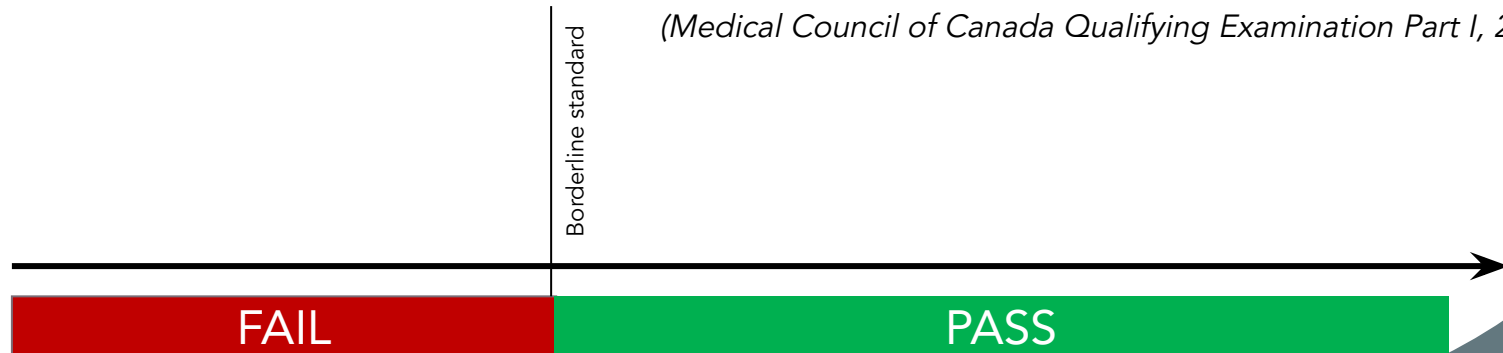 (Medical Council of Canada Qualifying Examination Part I,
Borderline standard
FAIL
PASS